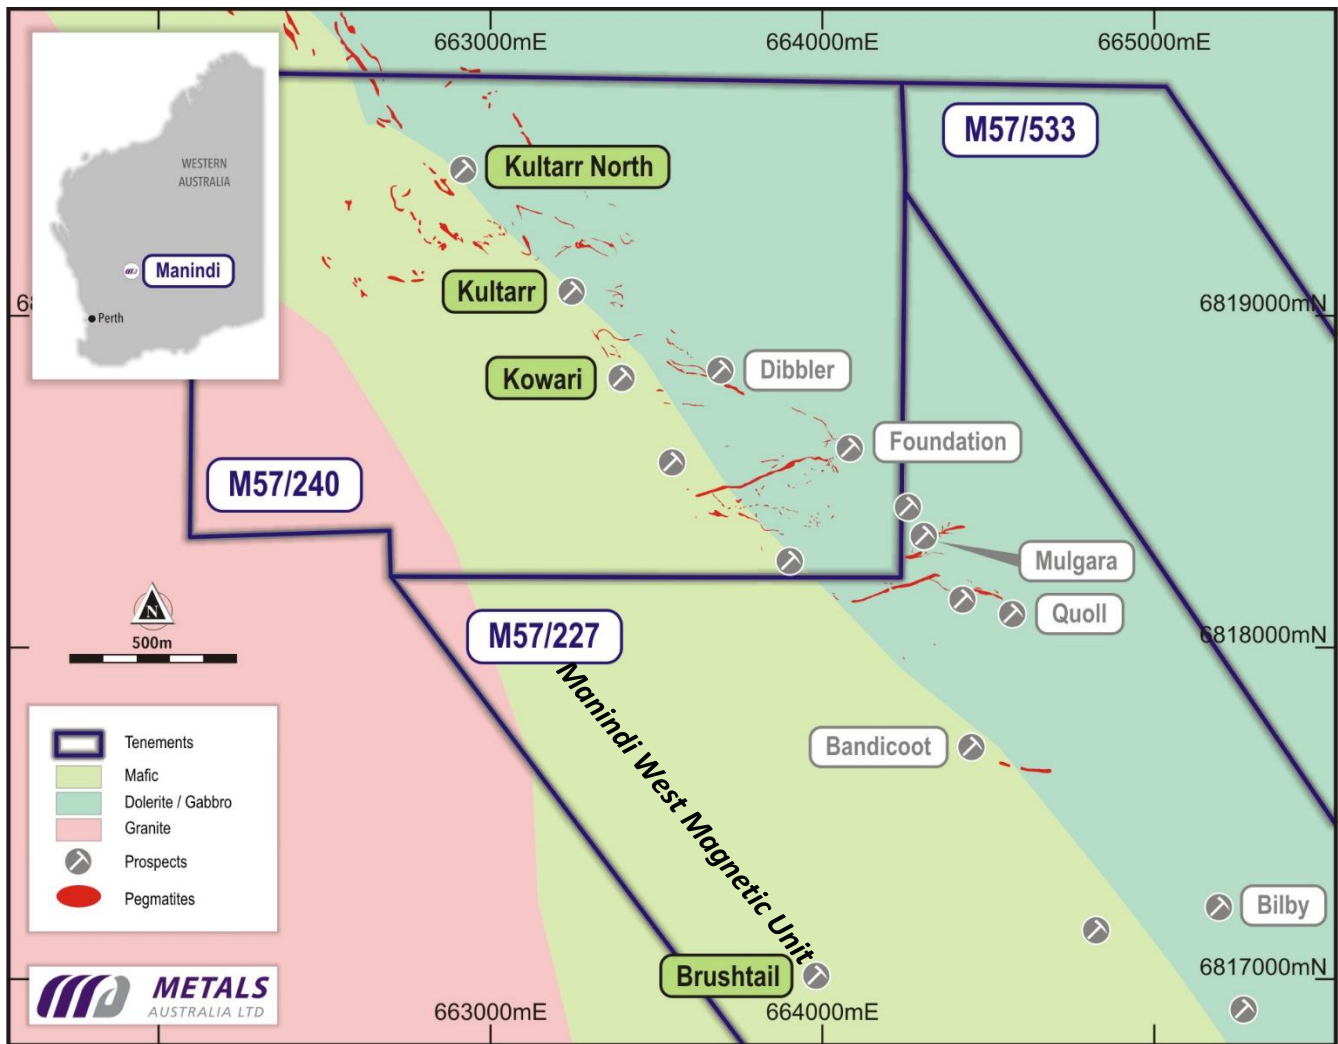 663000mE
664000mE
665000mE
WESTERN
AUSTRALIA
Manindi
Perth
M57/533
Kultarr North
Kultarr
6819000mN
Kowari
Dibbler
Foundation
M57/240
Mulgara
Quoll
N
500m
M57/227
6818000mN
Manindi West Magnetic Unit
Bandicoot
Tenements
Mafic
Dolerite / Gabbro
Granite
Prospects
Pegmatites
Bilby
Brushtail
6817000mN
METALS
AUSTRALIA LTD
663000mE
664000mE